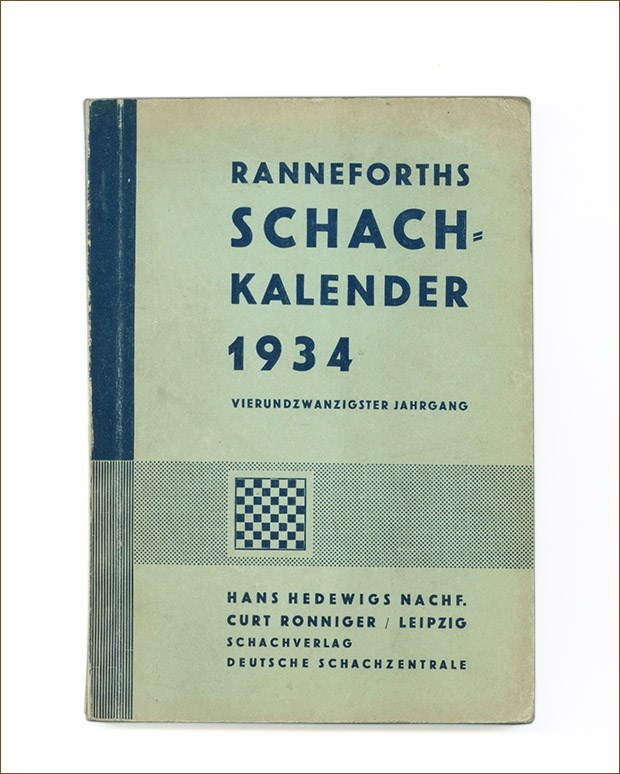 RANNEFORTHS
SCHACH=
KALENDER
1934
VIERUNDZWANZIGSTER JAHRGANG
HANS HEDEWIGS NACHF.
CURT RONNIGER / LEIPZIG
SCHACHVERLAG
DEUTSCHE SCHACHZENTRALE